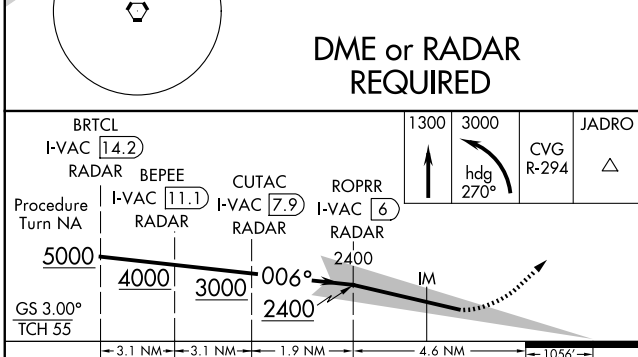 DME or RADAR
REQUIRED
1300
3000
hdg
270°
CVG
R-294
JADRO
BRTCL
I-VAC 14.2
RADAR
BEPEE
I-VAC 11.1
RADAR
CUTAC
I-VAC 7.9
RADAR
ROPRR
I-VAC 6
RADAR
Procedure
Turn NA
5000
4000
3000
006°
2400
2400
IM
GS 3.00°
TCH 55
3.1 NM
3.1 NM
1.9 NM
4.6 NM
1056'